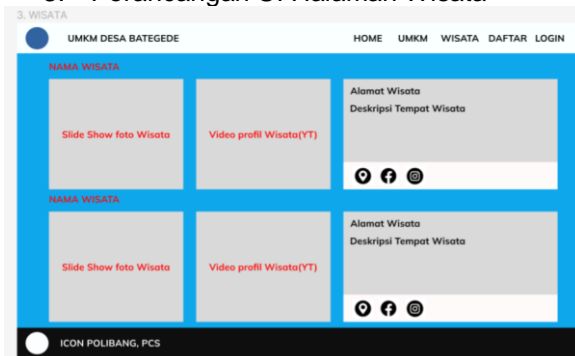 3. WISATA
UMKM DESA BATEGEDE
HOME UMKM WISATA DAFTAR LOGIN
NAMA WISATA
Slide Show foto Wisata
Video profil Wisata(YT)
Alamat Wisata
Deskripsi Tempat Wisata
NAMA WISATA
Slide Show foto Wisata
Video profil Wisata(YT)
Alamat Wisata
Deskripsi Tempat Wisata
ICON POLIBANG, PCS